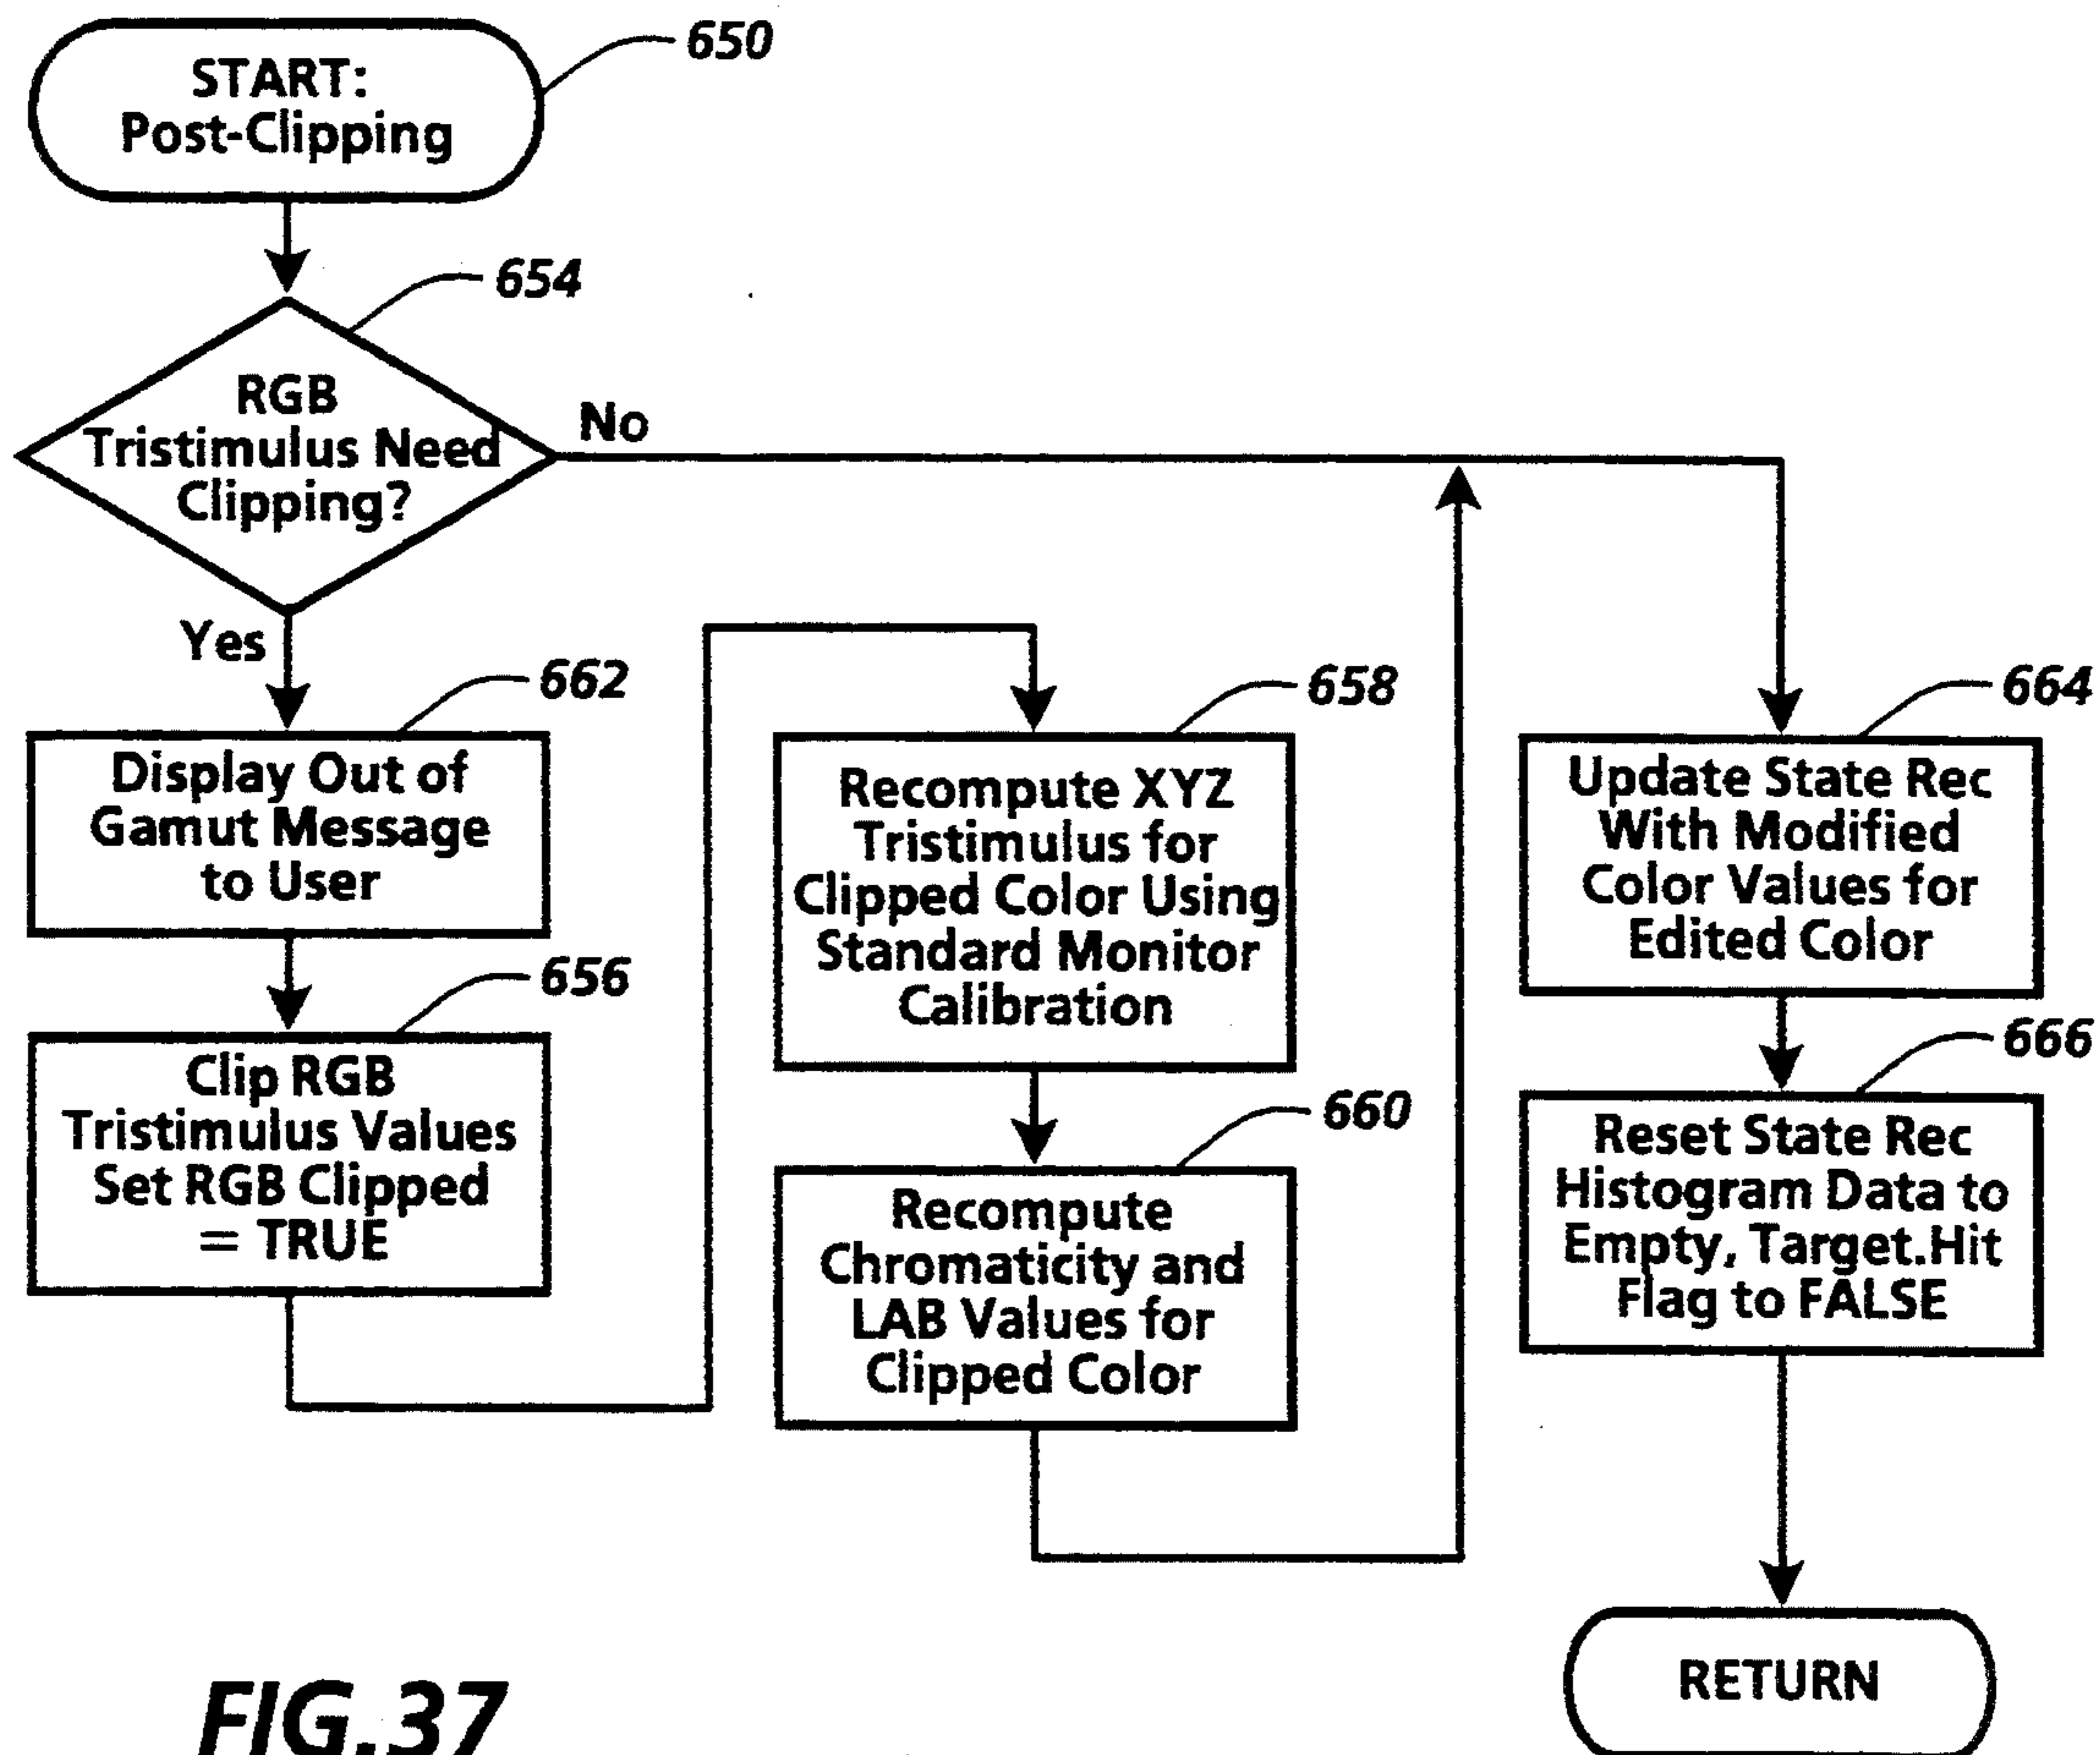 START:
Post-Clipping
650
RGB
Tristimulus Need
Clipping?
654
No
Yes
Display Out of
Gamut Message
to User
662
Clip RGB
Tristimulus Values
Set RGB Clipped
= TRUE
656
Recompute XYZ
Tristimulus for
Clipped Color Using
Standard Monitor
Calibration
658
Recompute
Chromaticity and
LAB Values for
Clipped Color
660
Update State Rec
With Modified
Color Values for
Edited Color
664
Reset State Rec
Histogram Data to
Empty, Target.Hit
Flag to FALSE
666
RETURN
FIG.37